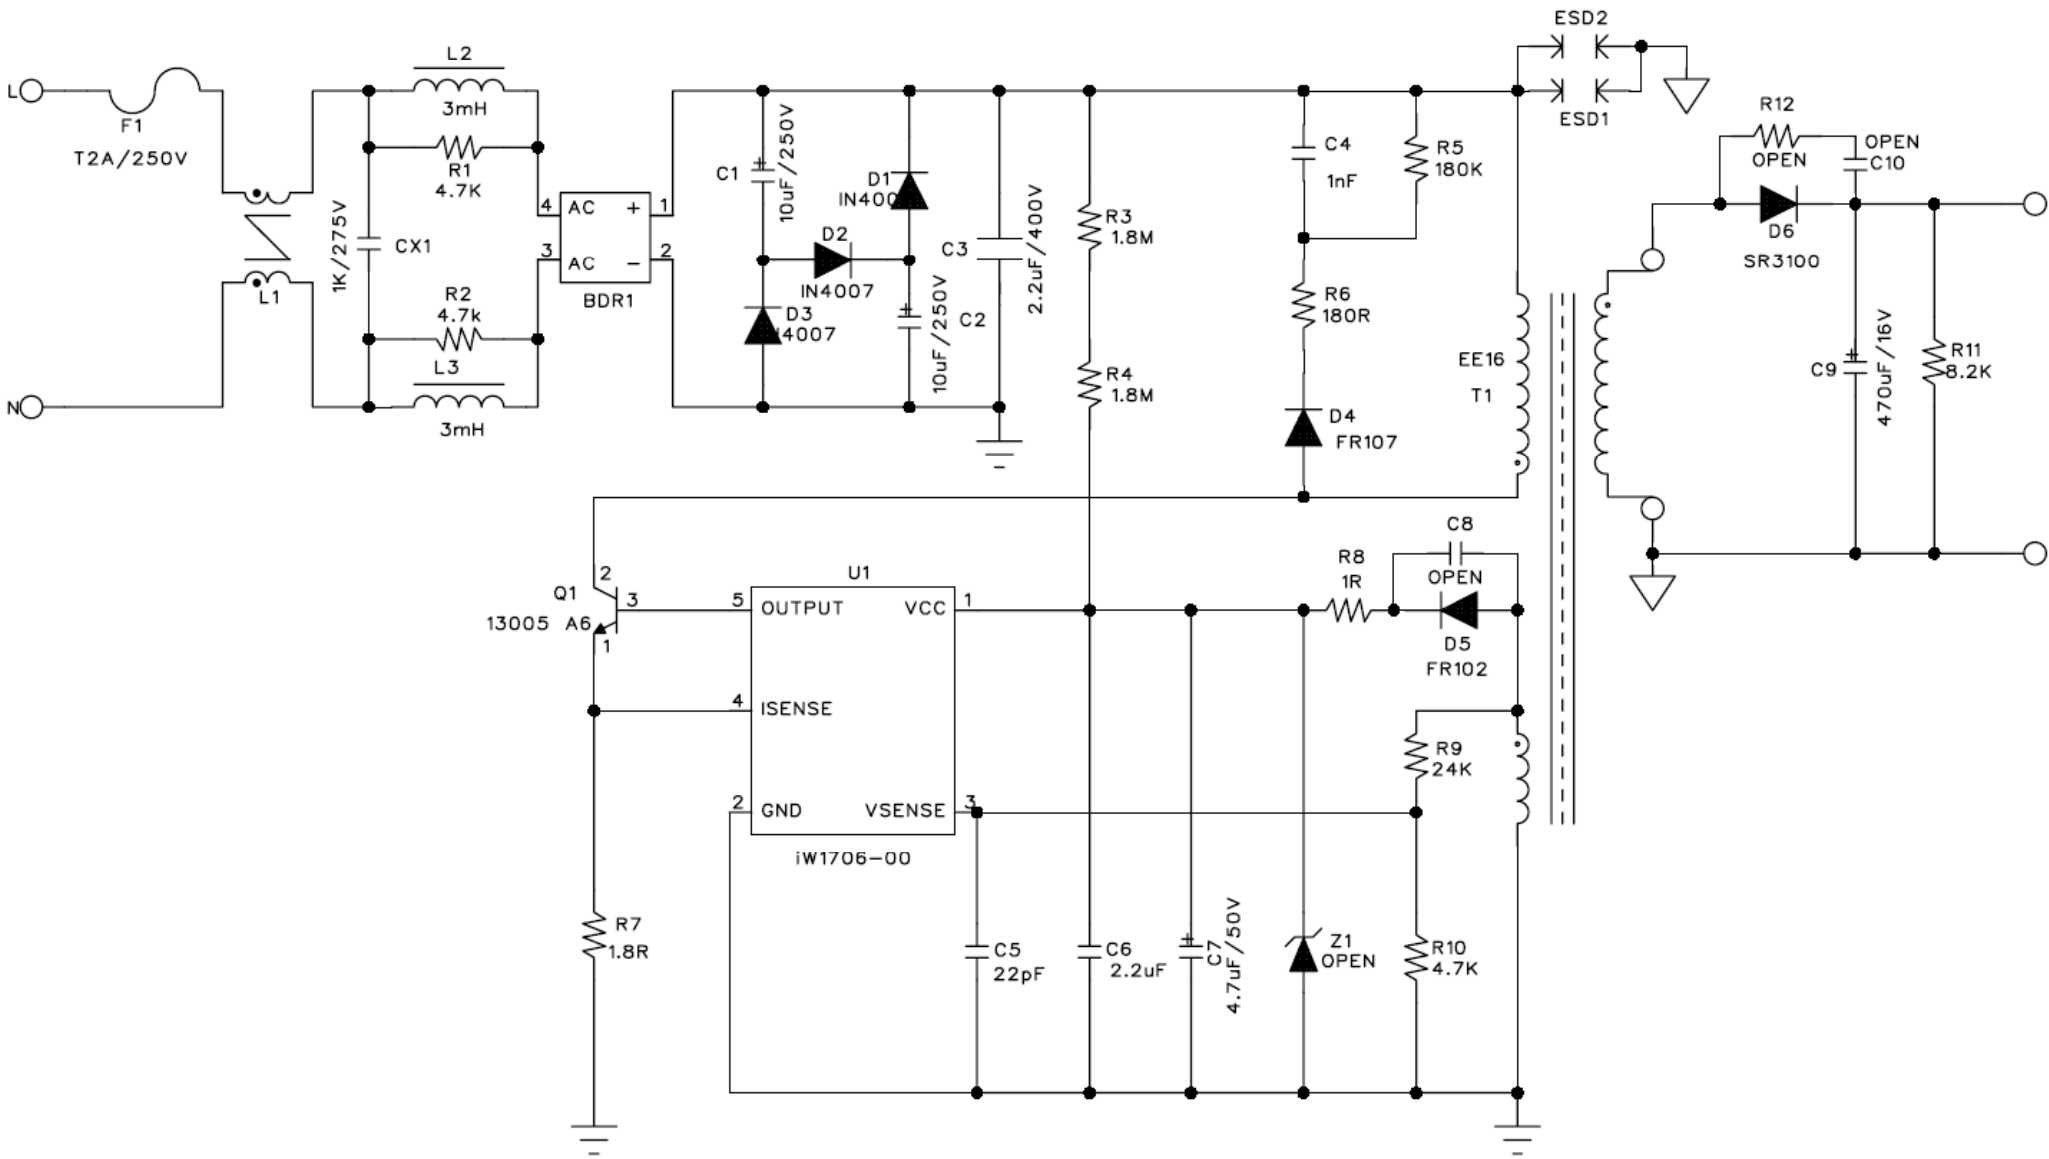 ESD2
ESD1
L
F1
T2A/250V
L2
3mH
R1
4.7K
1K/275V
CX1
R2
4.7k
L3
3mH
L1
N
4 AC + 1
3 AC − 2
BDR1
C1
10uF/250V
D1
IN400
D2
IN4007
D3
4007
C2
10uF/250V
C3
2.2uF/400V
R3
1.8M
R4
1.8M
C4
1nF
R5
180K
R6
180R
D4
FR107
EE16
T1
R12
OPEN
OPEN
C10
D6
SR3100
C9
470uF/16V
R11
8.2K
Q1
13005 A6
2
3
1
U1
5 OUTPUT
VCC 1
4 ISENSE
2 GND
VSENSE 3
iW1706-00
R8
1R
C8
OPEN
D5
FR102
R9
24K
R7
1.8R
C5
22pF
C6
2.2uF
C7
4.7uF/50V
Z1
OPEN
R10
4.7K